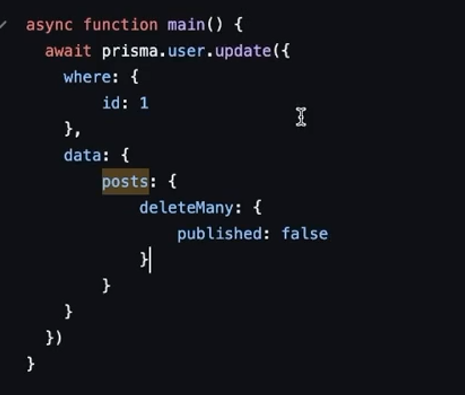 async function main() {
  await prisma.user.update({
    where: {
        id: 1
    },
    data: {
        posts: {
            deleteMany: {
                published: false
            }
        }
    }
  })
}